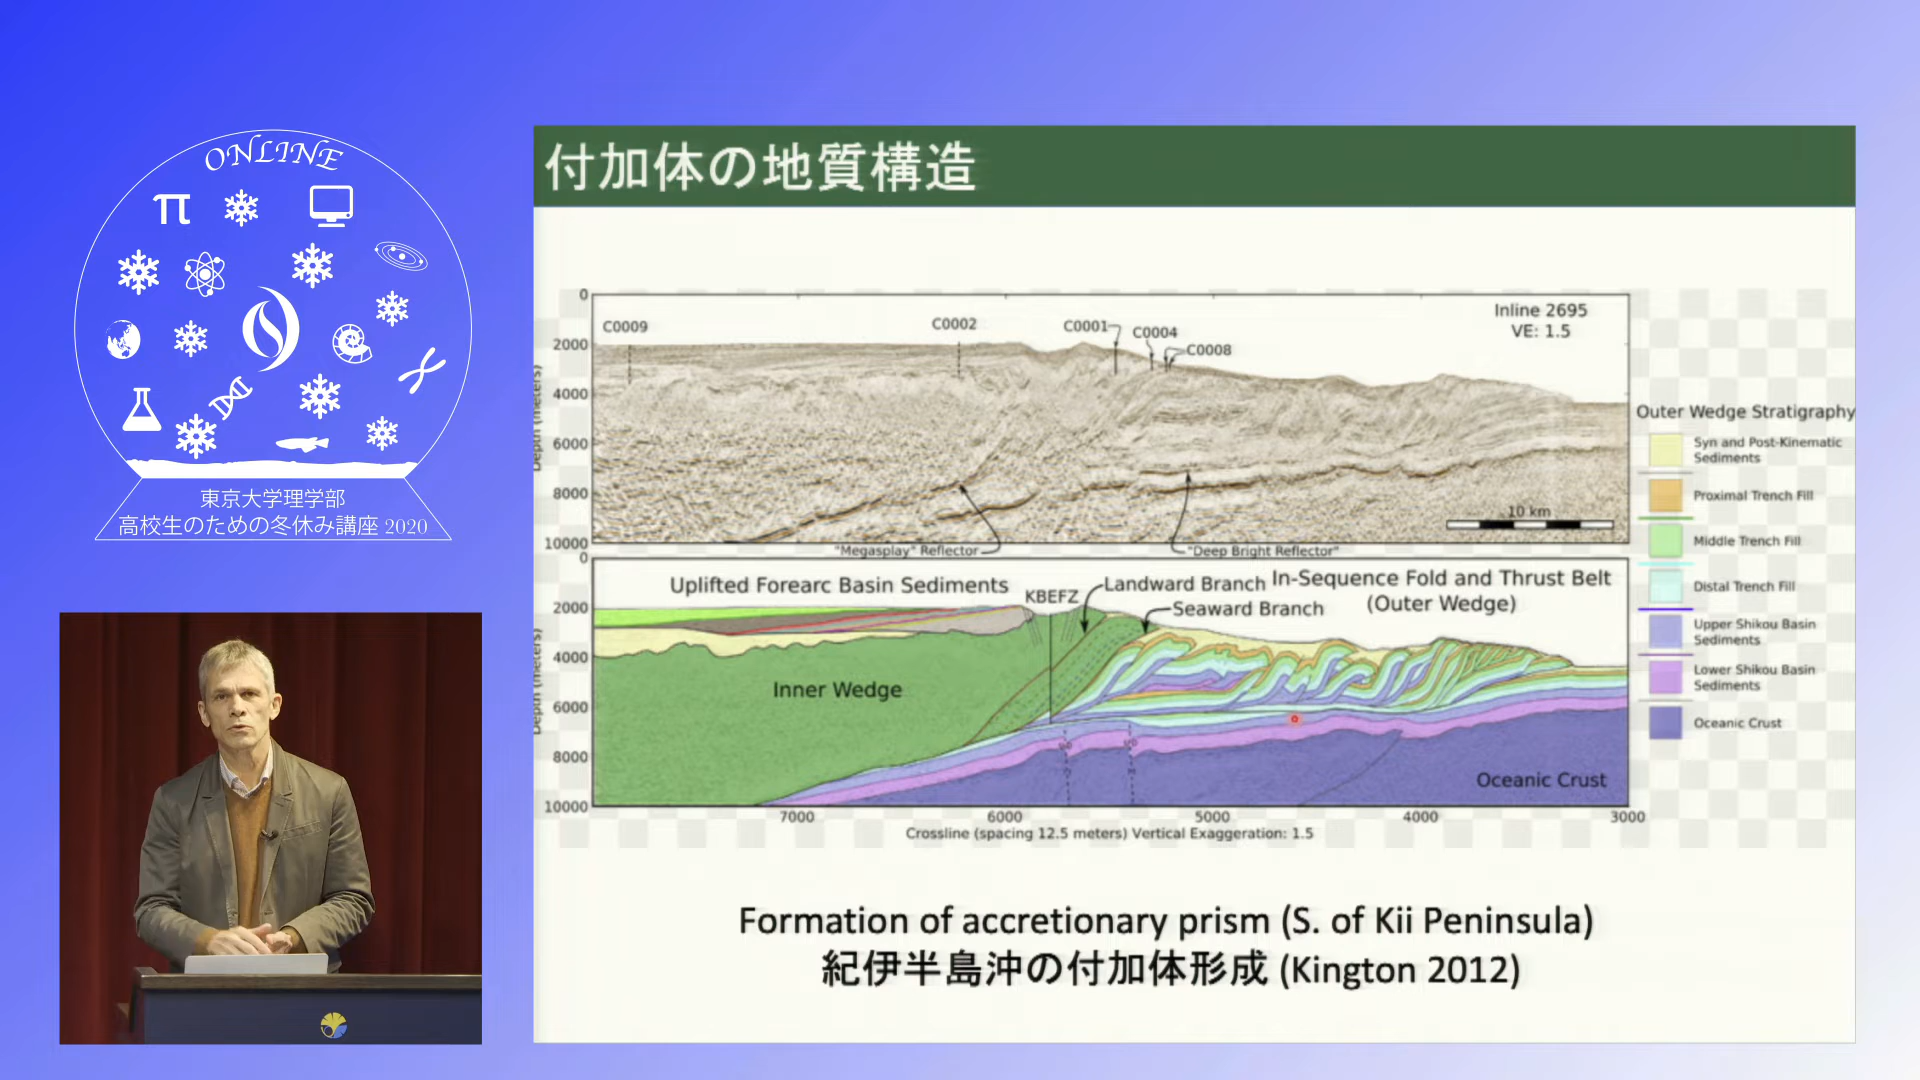 ONLINE
π
東京大学理学部
高校生のための冬休み講座 2020
付加体の地質構造
0
2000
4000
6000
8000
10000
Depth (meters)
C0009
C0002
C0001
C0004
C0008
Inline 2695
VE: 1.5
10 km
"Megasplay" Reflector
"Deep Bright Reflector"
0
2000
4000
6000
8000
10000
Depth (meters)
Uplifted Forearc Basin Sediments
KBEFZ
Landward Branch
Seaward Branch
In-Sequence Fold and Thrust Belt
(Outer Wedge)
Inner Wedge
Oceanic Crust
7000
6000
5000
4000
3000
Crossline (spacing 12.5 meters) Vertical Exaggeration: 1.5
Outer Wedge Stratigraphy
Syn and Post-Kinematic
Sediments
Proximal Trench Fill
Middle Trench Fill
Distal Trench Fill
Upper Shikou Basin
Sediments
Lower Shikou Basin
Sediments
Oceanic Crust
Formation of accretionary prism (S. of Kii Peninsula)
紀伊半島沖の付加体形成 (Kington 2012)